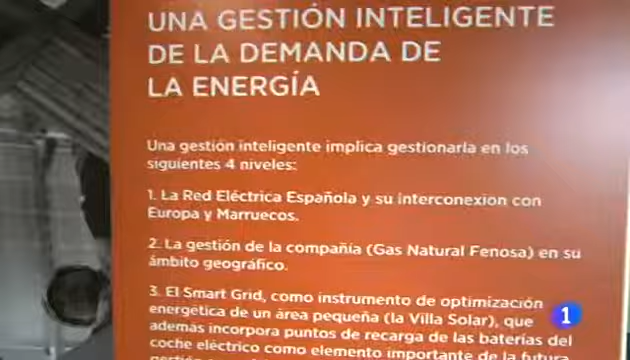 UNA GESTIÓN INTELIGENTE
DE LA DEMANDA DE
LA ENERGÍA
Una gestión inteligente implica gestionarla en los
siguientes 4 niveles:
1. La Red Eléctrica Española y su interconexion con
Europa y Marruecos.
2. La gestión de la compañía (Gas Natural Fenosa) en su
ámbito geográfico.
3. El Smart Grid, como instrumento de optimización
energética de un área pequeña (la Villa Solar), que
además incorpora puntos de recarga de las baterías del
coche eléctrico como elemento importante de la futura
1